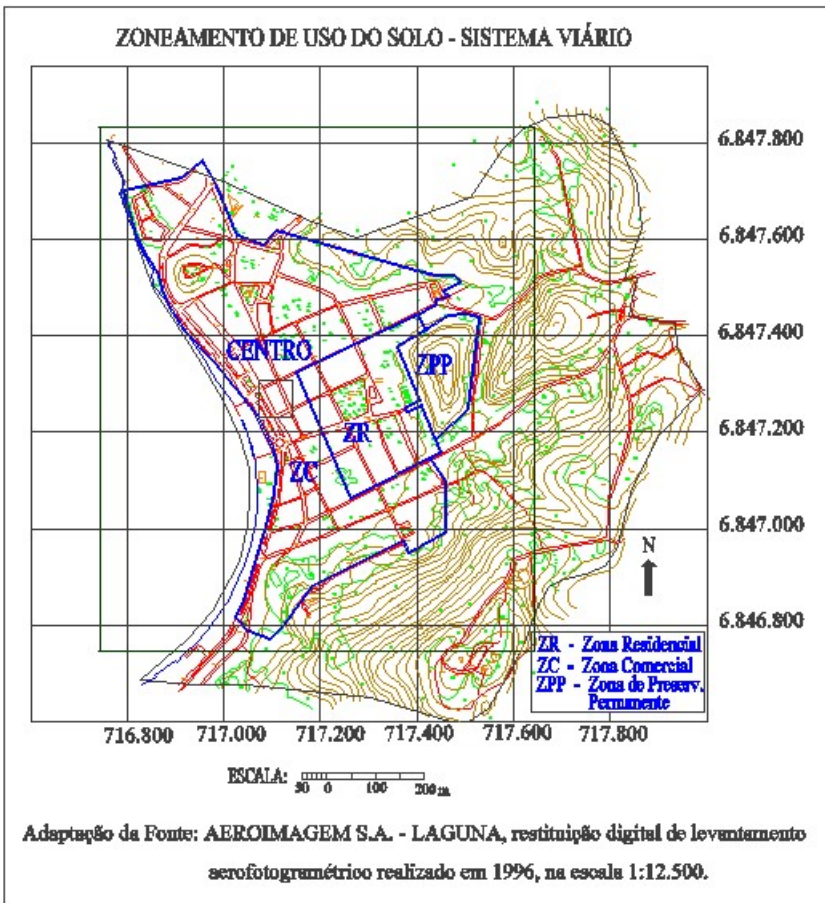 ZONEAMENTO DE USO DO SOLO - SISTEMA VIÁRIO
6.847.800
6.847.600
6.847.400
CENTRO
ZPP
6.847.200
ZR
ZC
6.847.000
N
6.846.800
ZR - Zona Residencial
ZC - Zona Comercial
ZPP - Zona de Preserv.
Permanente
716.800 717.000 717.200 717.400 717.600 717.800
ESCALA:
50 0 100 200 m
Adaptação da Fonte: AEROIMAGEM S.A. - LAGUNA, restituição digital de levantamento
aerofotogramétrico realizado em 1996, na escala 1:12.500.